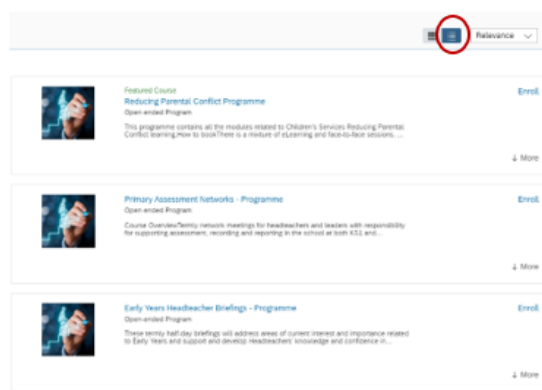 Relevance
Featured Course
Reducing Parental Conflict Programme
Enroll
Open-ended Program
This programme contains all the modules related to Children's Services Reducing Parental
Conflict learning.How to bookThere is a mixture of eLearning and face-to-face sessions. ...
↓ More
Primary Assessment Networks - Programme
Enroll
Open-ended Program
Course OverviewTermly network meetings for headteachers and leaders with responsibility
for supporting assessment, recording and reporting in the school at both KS1 and...
↓ More
Early Years Headteacher Briefings - Programme
Enroll
Open-ended Program
These termly half-day briefings will address areas of current interest and importance related
to Early Years and support and develop Headteachers' knowledge and confidence in...
↓ More